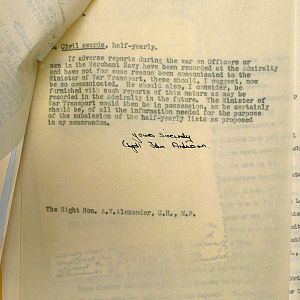 Civil awards, half-yearly.
If adverse reports during the war on Officers or
men in the Merchant Navy have been recorded at the Admiralty
and have not for some reason been communicated to the
Minister of War Transport, these should, I suggest, now
be so communicated. He should also, I consider, be
furnished with such reports of this nature as may be
recorded in the Admiralty in the future. The Minister of
War Transport would then be in possession, as he certainly
should be, of all the information needed for the purpose
of the submission of the half-yearly lists as proposed
in my memorandum.
Yours sincerely
(sgd) John Anderson
The Right Hon. A.V.Alexander, C.H., M.P.